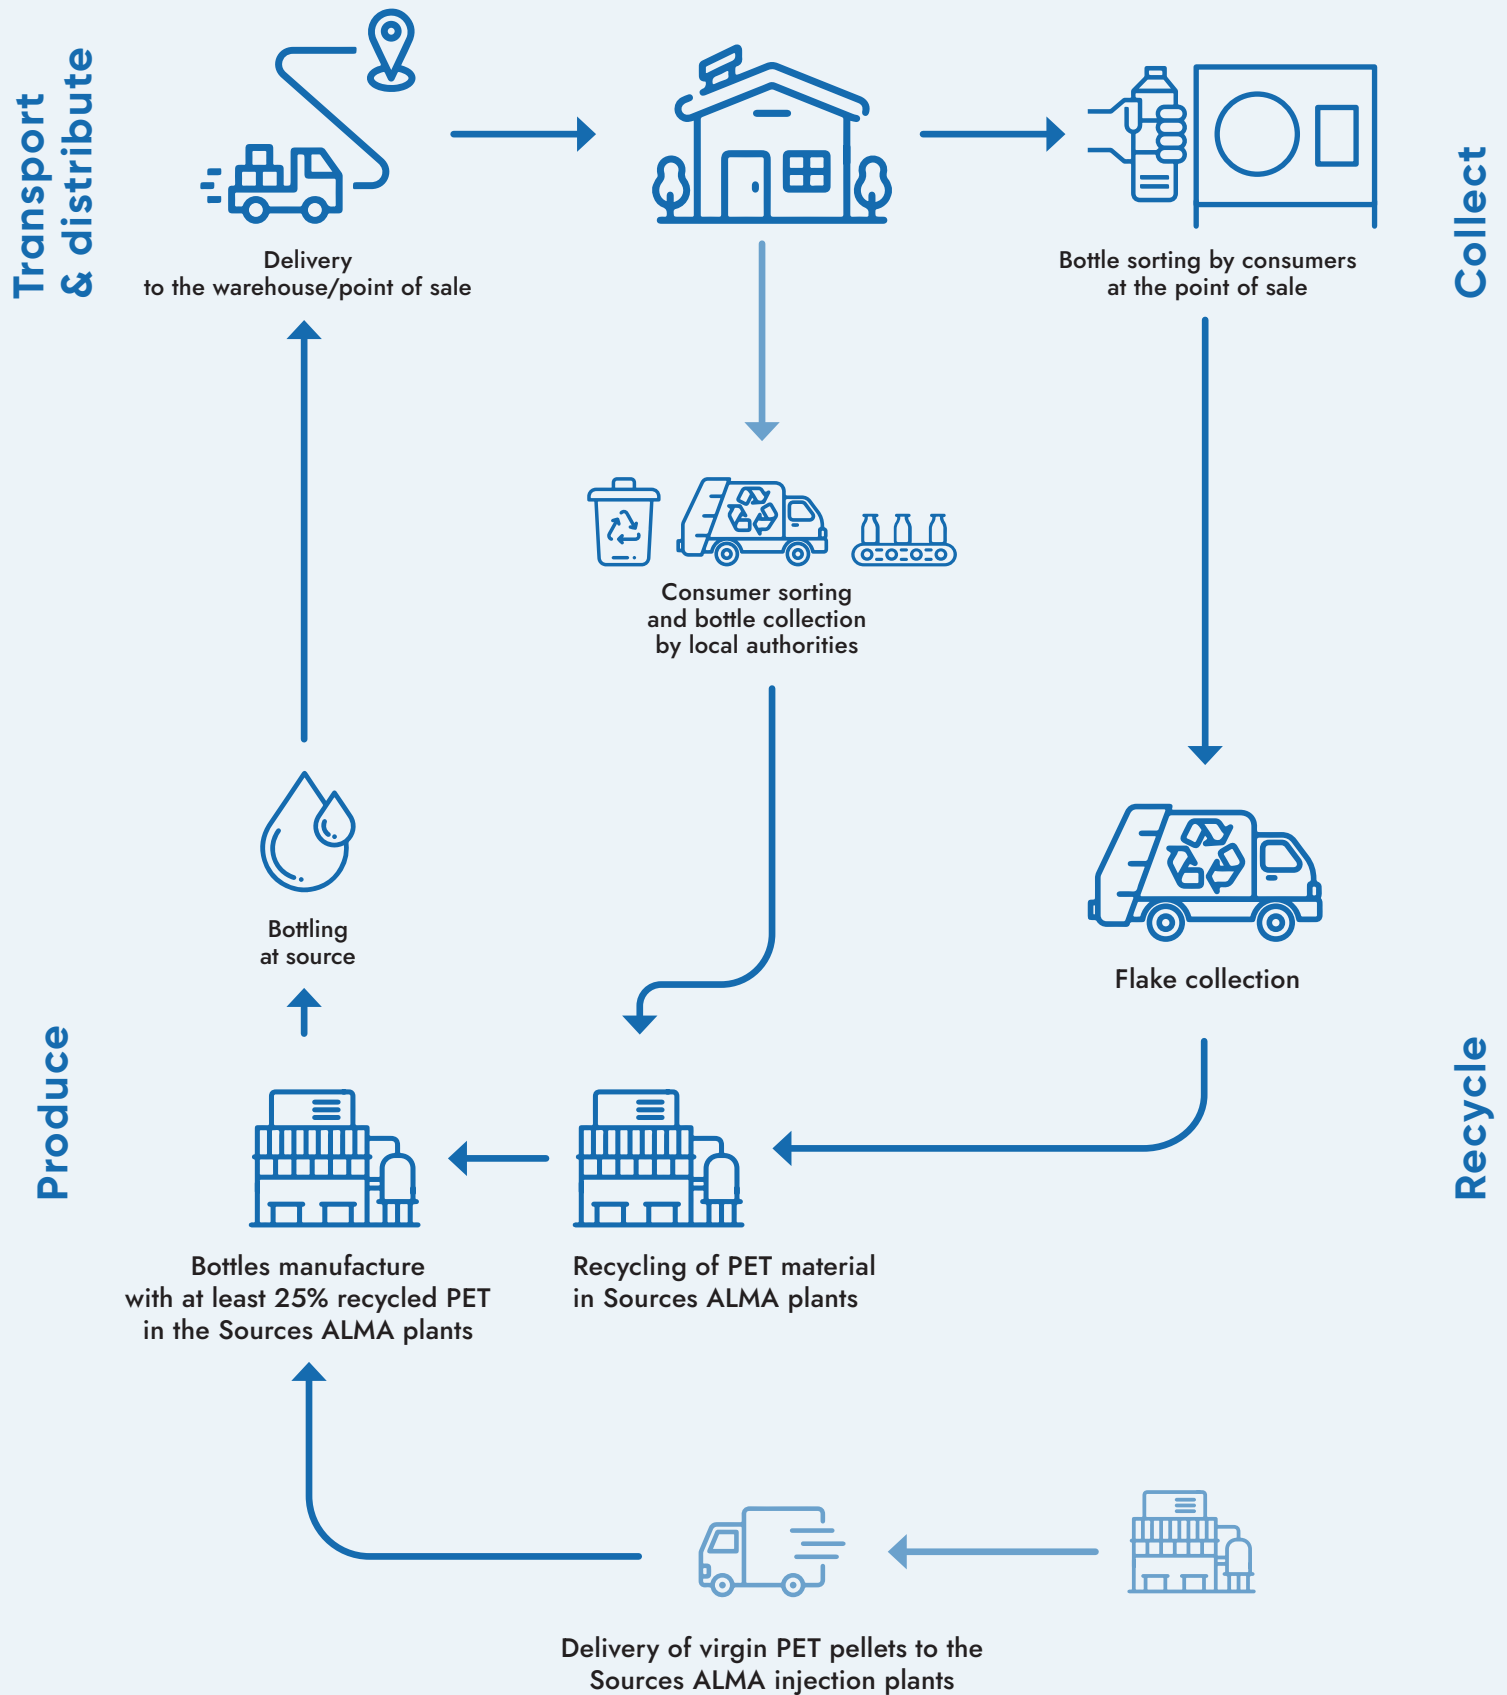 Transport
& distribute
Delivery
to the warehouse/point of sale
Bottle sorting by consumers
at the point of sale
Collect
Consumer sorting
and bottle collection
by local authorities
Bottling
at source
Flake collection
Produce
Recycle
Bottles manufacture
with at least 25% recycled PET
in the Sources ALMA plants
Recycling of PET material
in Sources ALMA plants
Delivery of virgin PET pellets to the
Sources ALMA injection plants